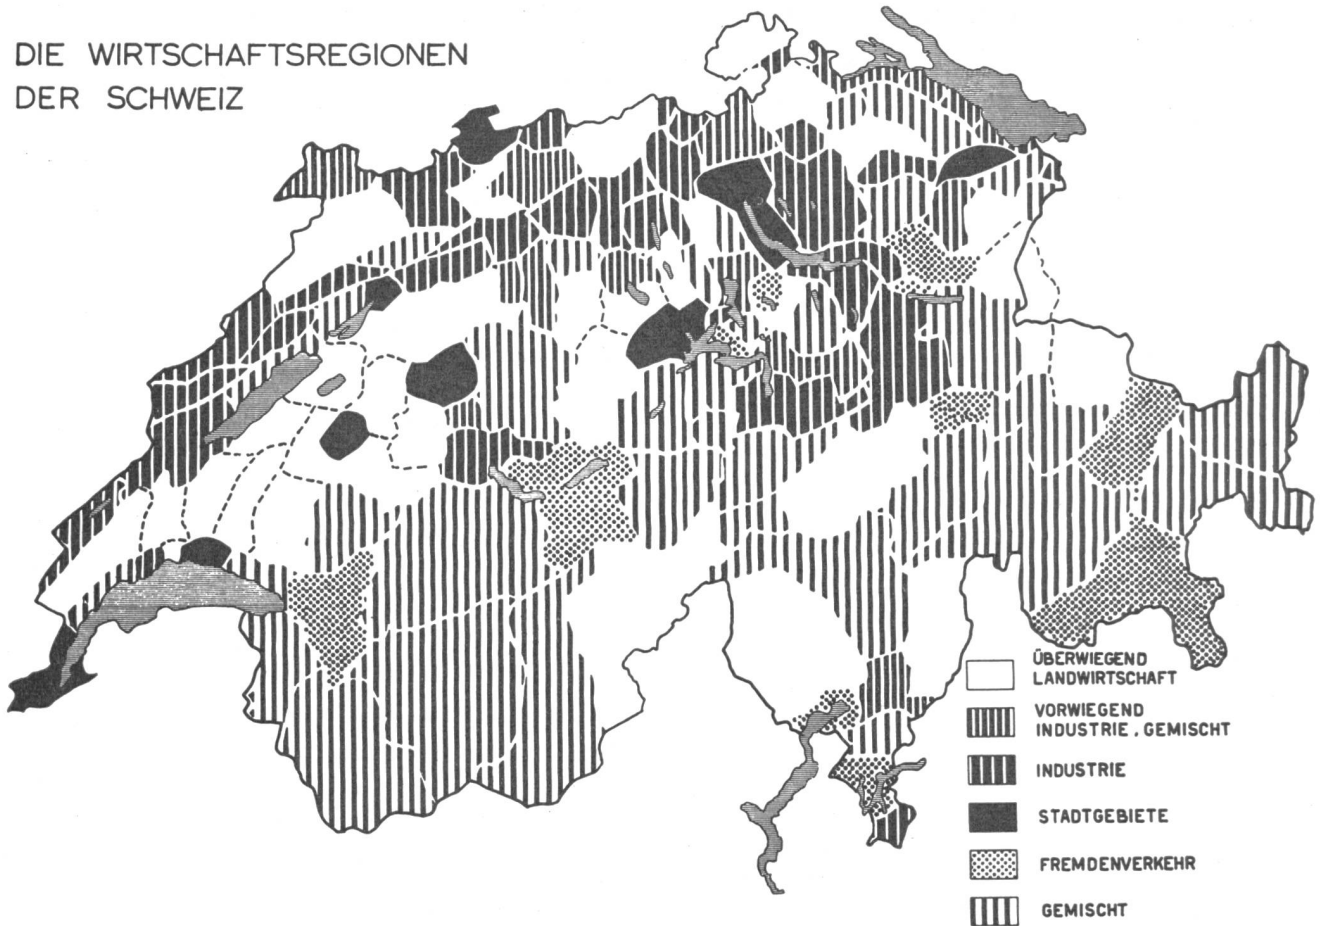 DIE WIRTSCHAFTSREGIONEN
DER SCHWEIZ
ÜBERWIEGEND
LANDWIRTSCHAFT
VORWIEGEND
INDUSTRIE, GEMISCHT
INDUSTRIE
STADTGEBIETE
FREMDENVERKEHR
GEMISCHT